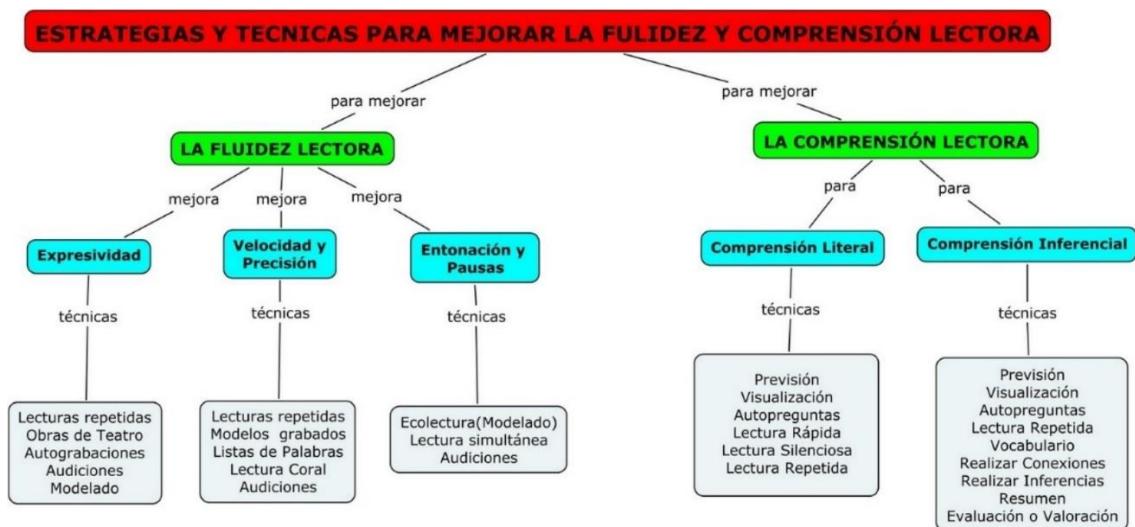 ESTRATEGIAS Y TECNICAS PARA MEJORAR LA FULIDEZ Y COMPRENSIÓN LECTORA
para mejorar
para mejorar
LA FLUIDEZ LECTORA
LA COMPRENSIÓN LECTORA
mejora
mejora
mejora
para
para
Expresividad
Velocidad y
Precisión
Entonación y
Pausas
Comprensión Literal
Comprensión Inferencial
técnicas
técnicas
técnicas
técnicas
técnicas
Lecturas repetidas
Obras de Teatro
Autograbaciones
Audiciones
Modelado
Lecturas repetidas
Modelos grabados
Listas de Palabras
Lectura Coral
Audiciones
Ecolectura(Modelado)
Lectura simultánea
Audiciones
Previsión
Visualización
Autopreguntas
Lectura Rápida
Lectura Silenciosa
Lectura Repetida
Previsión
Visualización
Autopreguntas
Lectura Repetida
Vocabulario
Realizar Conexiones
Realizar Inferencias
Resumen
Evaluación o Valoración